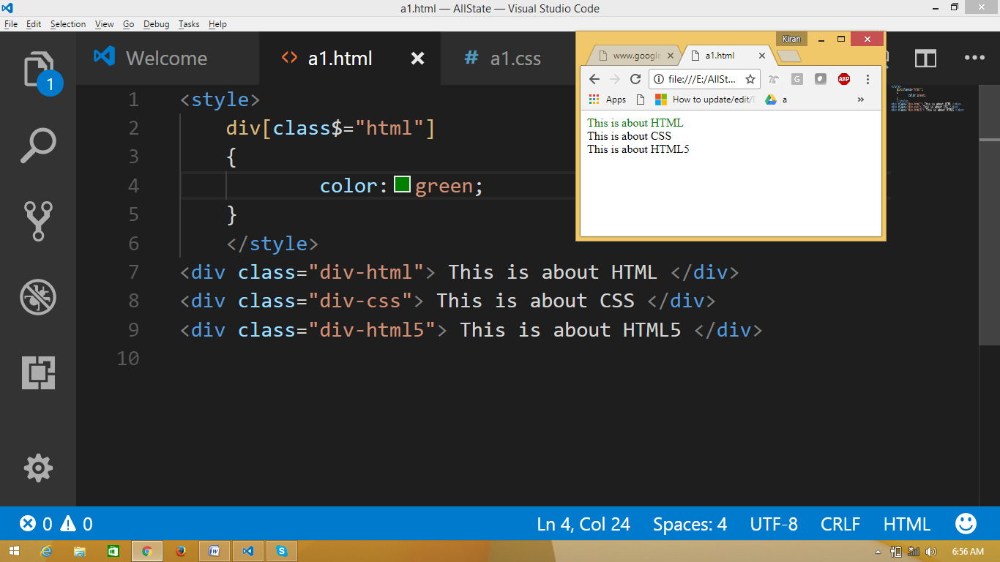 a1.html — AllState — Visual Studio Code
File Edit Selection View Go Debug Tasks Help
Welcome
<> a1.html
# a1.css
1
1 <style>
2 div[class$="html"]
3 {
4 color: green;
5 }
6 </style>
7 <div class="div-html"> This is about HTML </div>
8 <div class="div-css"> This is about CSS </div>
9 <div class="div-html5"> This is about HTML5 </div>
10
Kiran
www.google
a1.html
file:///E:/AllSt...
G
ABP
Apps
How to update/edit/
a
»
This is about HTML
This is about CSS
This is about HTML5
0 0
Ln 4, Col 24 Spaces: 4 UTF-8 CRLF HTML
6:56 AM